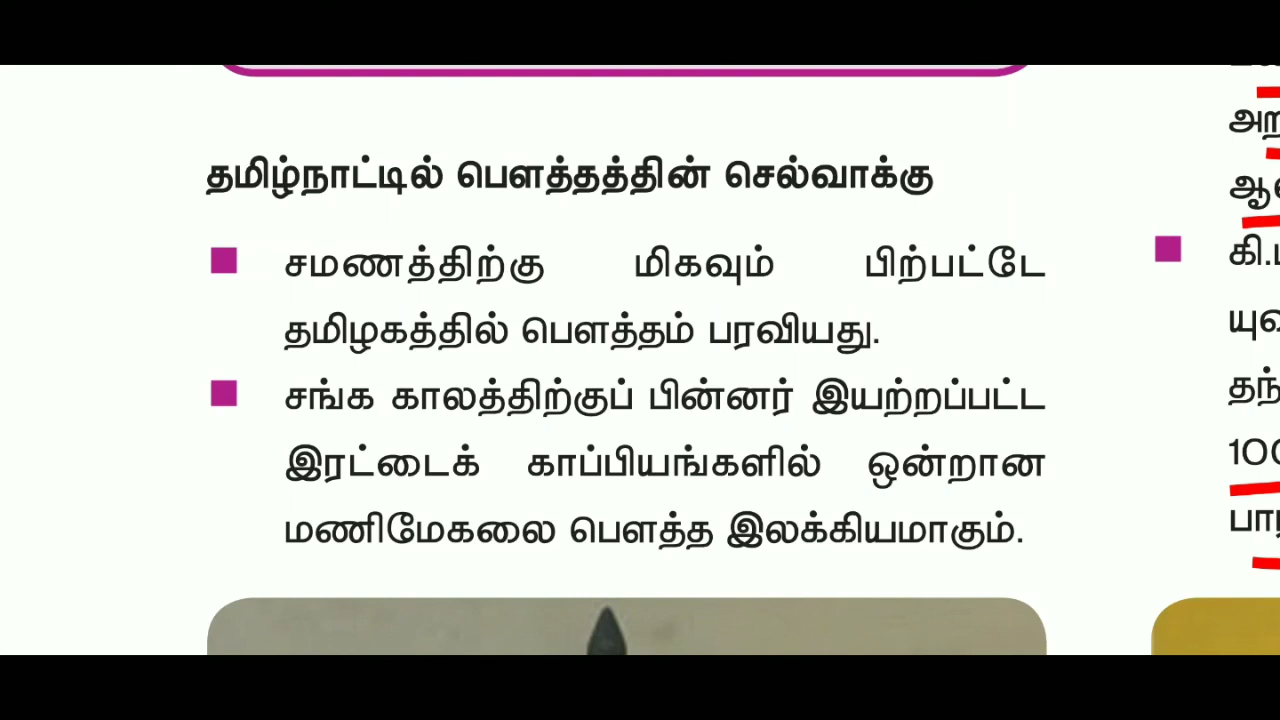 தமிழ்நாட்டில் பௌத்தத்தின் செல்வாக்கு
சமணத்திற்கு மிகவும் பிற்பட்டே
தமிழகத்தில் பௌத்தம் பரவியது.
சங்க காலத்திற்குப் பின்னர் இயற்றப்பட்ட
இரட்டைக் காப்பியங்களில் ஒன்றான
மணிமேகலை பௌத்த இலக்கியமாகும்.